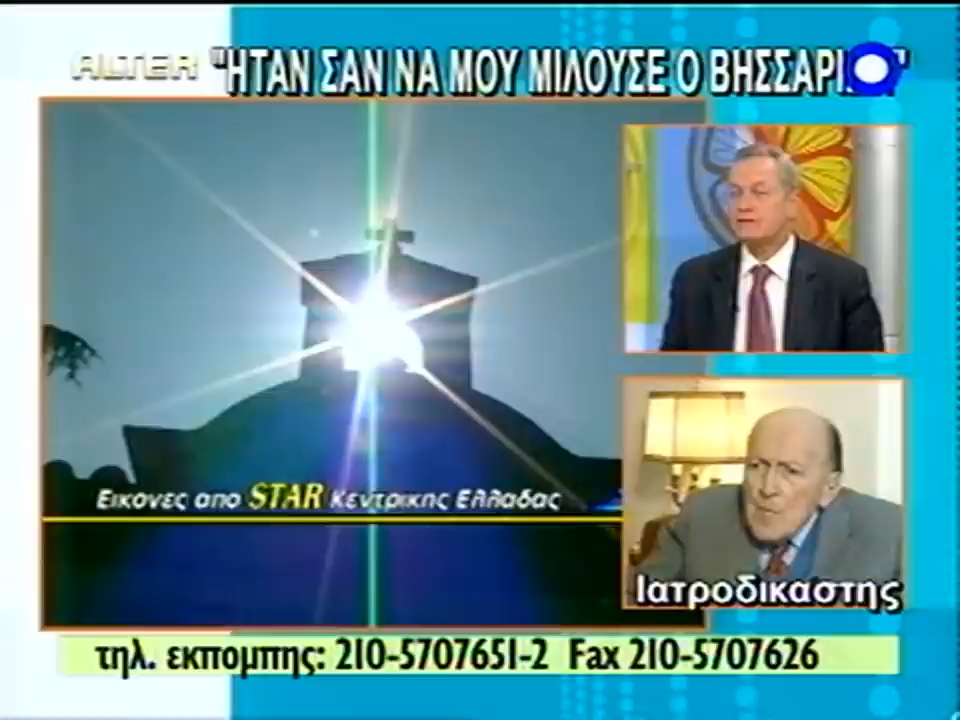 ALTER
"ΗΤΑΝ ΣΑΝ ΝΑ ΜΟΥ ΜΙΛΟΥΣΕ Ο
Εικονες απο STAR Κεντρικης Ελλαδας
Ιατροδικαστης
τηλ. εκπομπης: 210-5707651-2 Fax 210-5707626